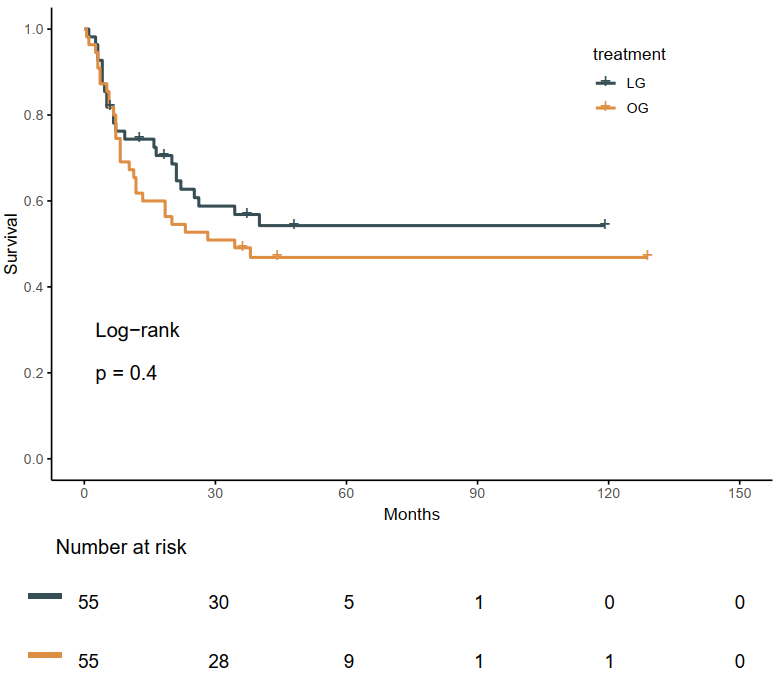 treatment
LG
OG
1.0
0.8
0.6
0.4
0.2
0.0
Survival
Log−rank
p = 0.4
0 30 60 90 120 150
Months
Number at risk
55 30 5 1 0 0
55 28 9 1 1 0